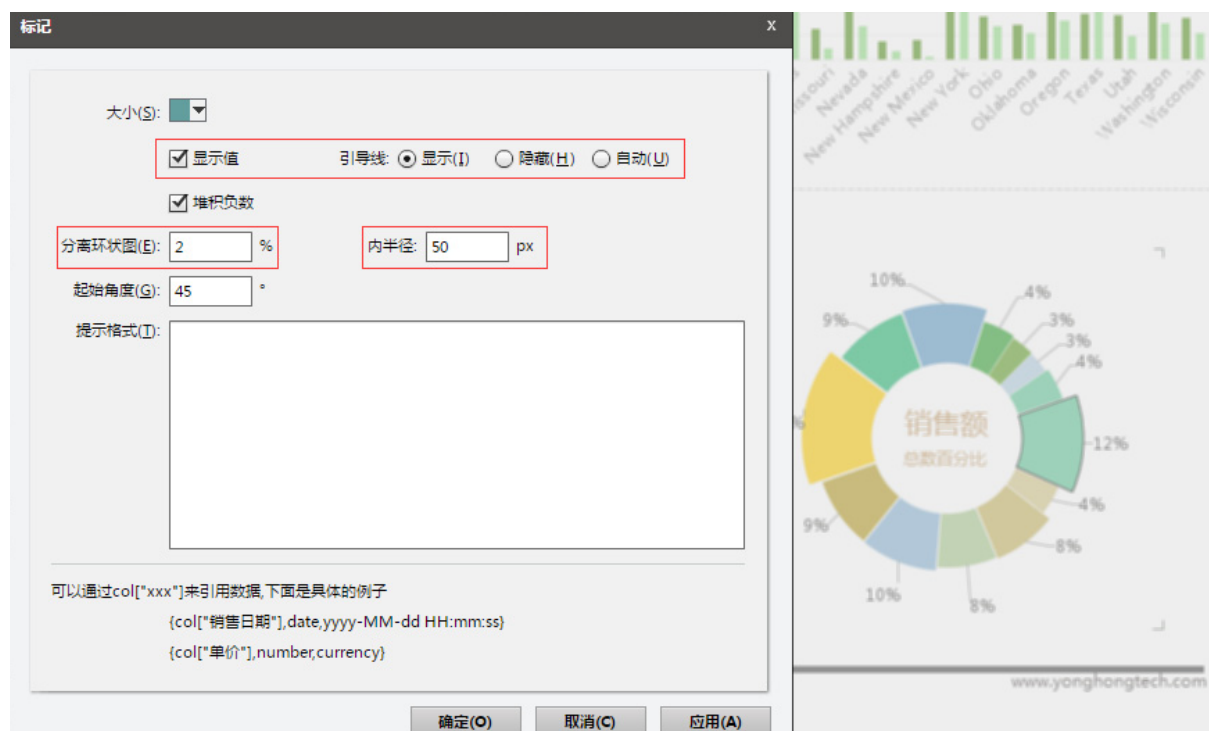 标记 x
大小(S):
显示值 引导线: 显示(I) 隐藏(H) 自动(U)
堆积负数
分离环状图(E): 2 % 内半径: 50 px
起始角度(G): 45 °
提示格式(T):
可以通过col["xxx"]来引用数据,下面是具体的例子
{col["销售日期"],date,yyyy-MM-dd HH:mm:ss}
{col["单价"],number,currency}
确定(O) 取消(C) 应用(A)
Nevada
New Hampshire
New Mexico
New York
Ohio
Oklahoma
Oregon
Texas
Utah
Washington
Wisconsin
10%
4%
9%
3%
3%
4%
销售额
总数百分比
12%
4%
9%
8%
10%
8%
www.yonghongtech.com